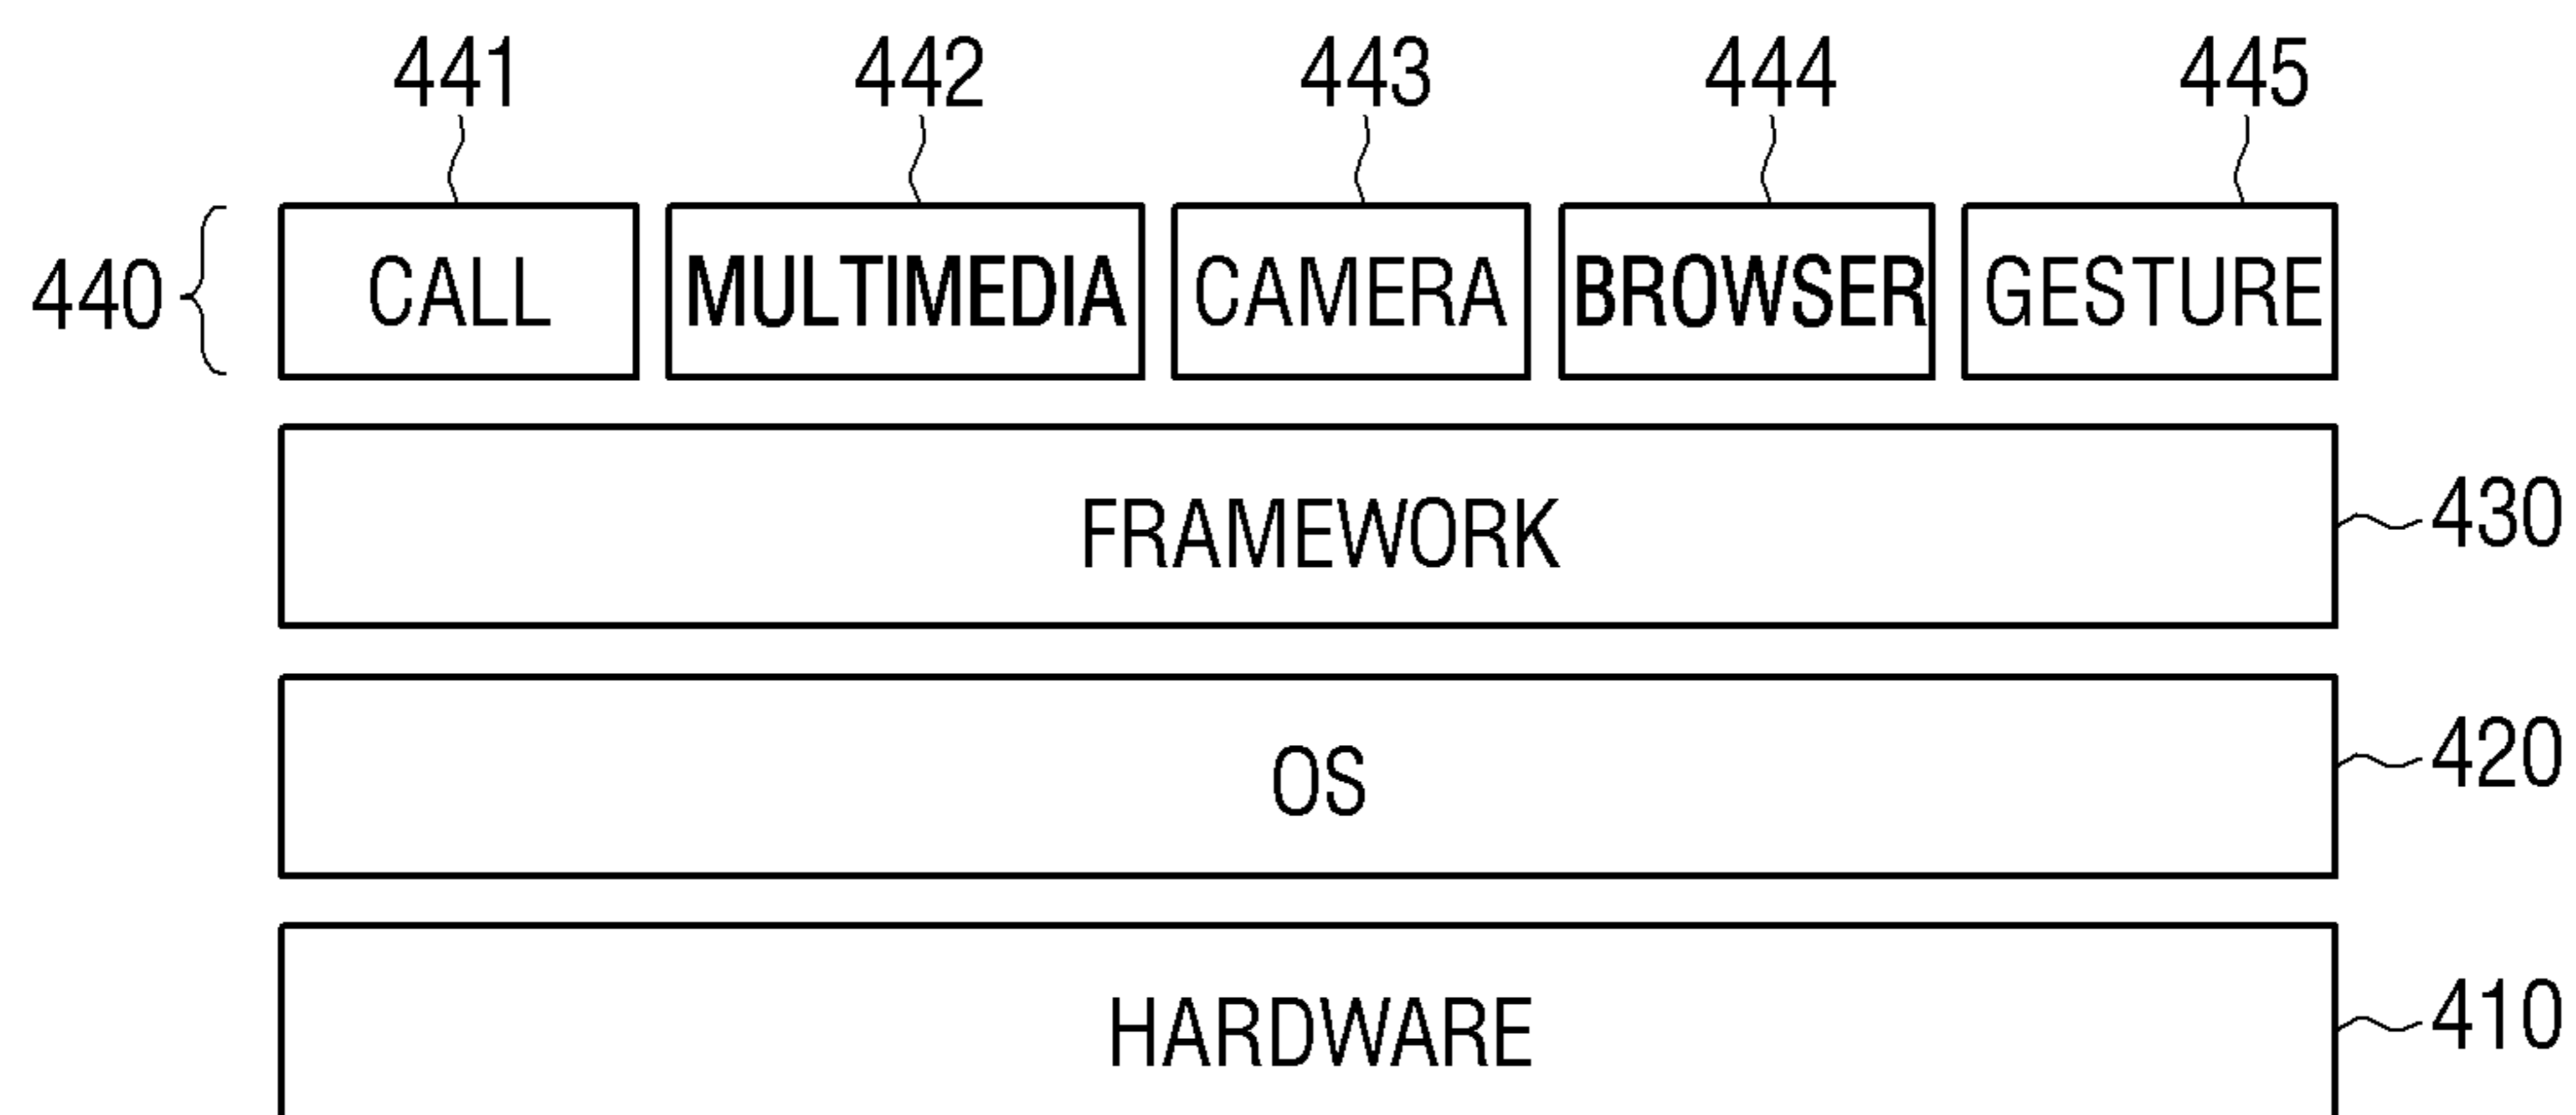 441 442 443 444 445
440 CALL MULTIMEDIA CAMERA BROWSER GESTURE
FRAMEWORK 430
OS 420
HARDWARE 410